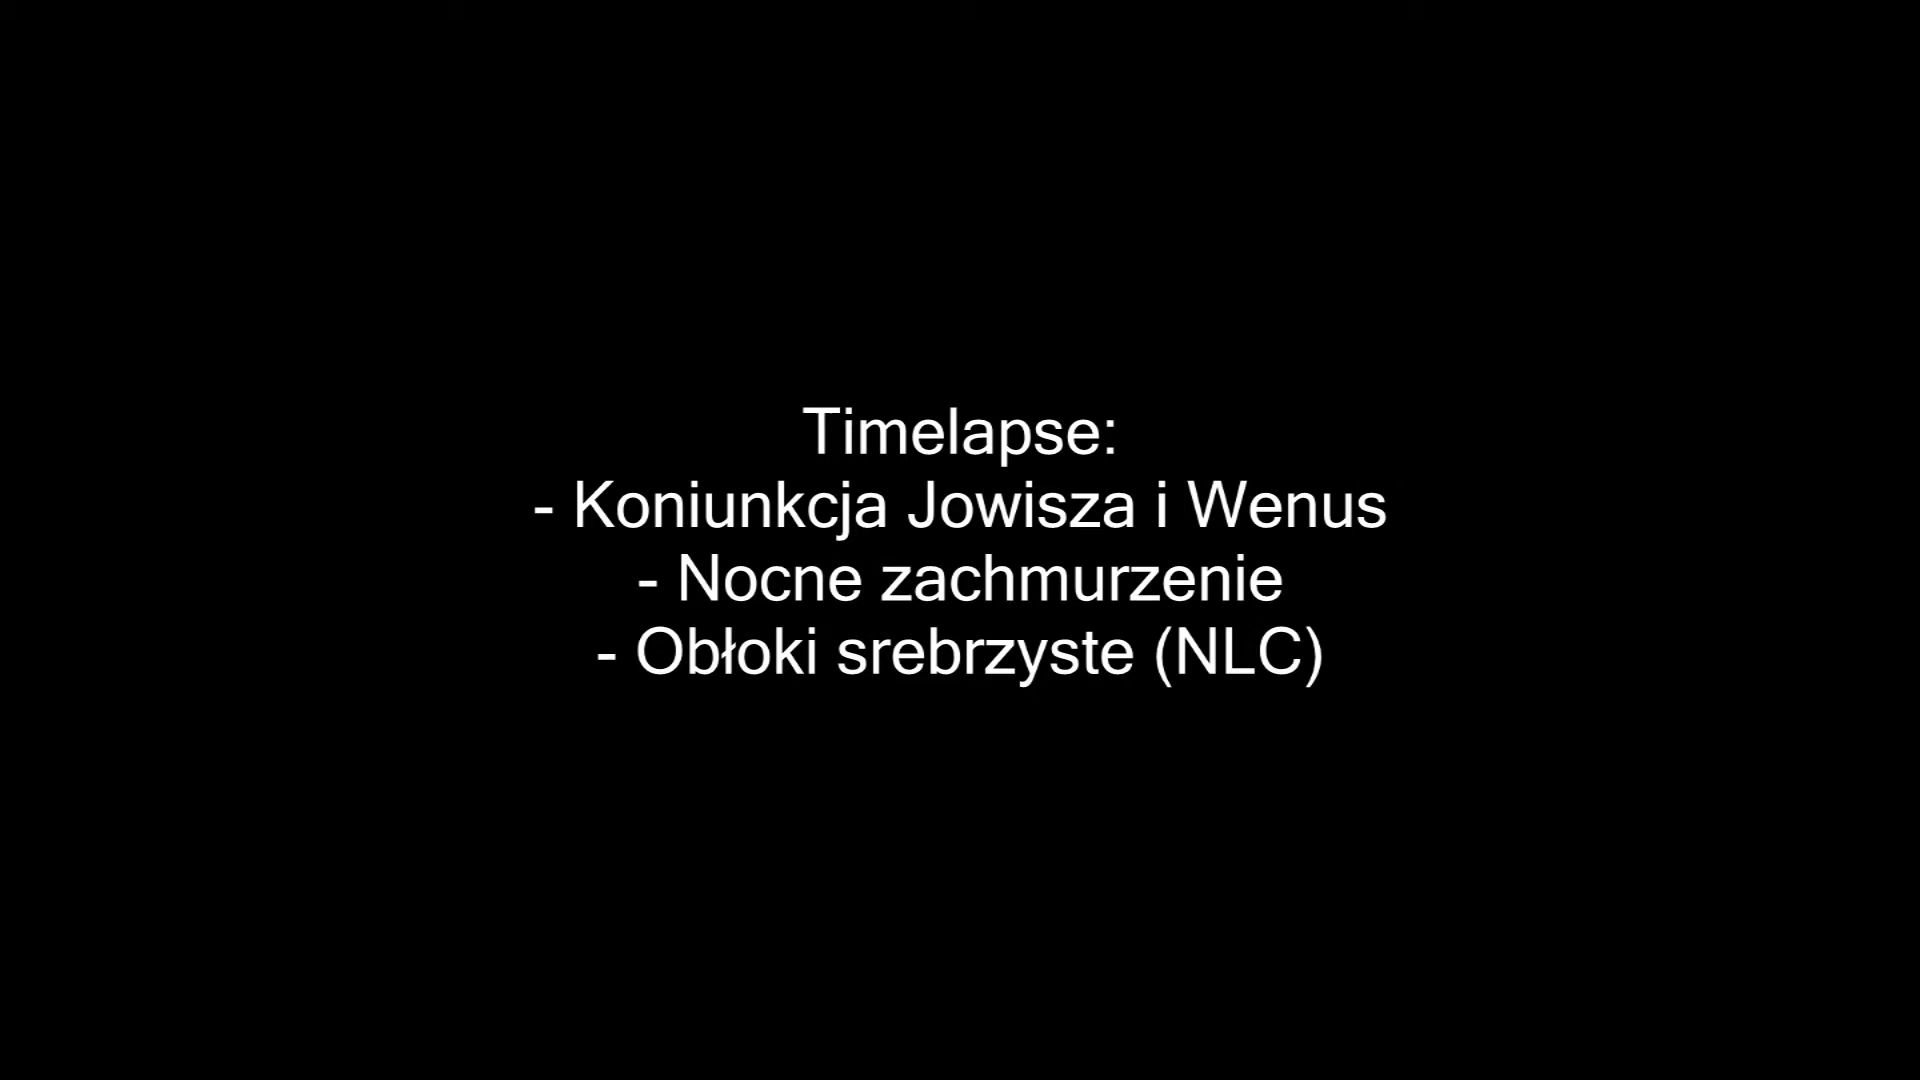 Timelapse:
- Koniunkcja Jowisza i Wenus
- Nocne zachmurzenie
- Obłoki srebrzyste (NLC)